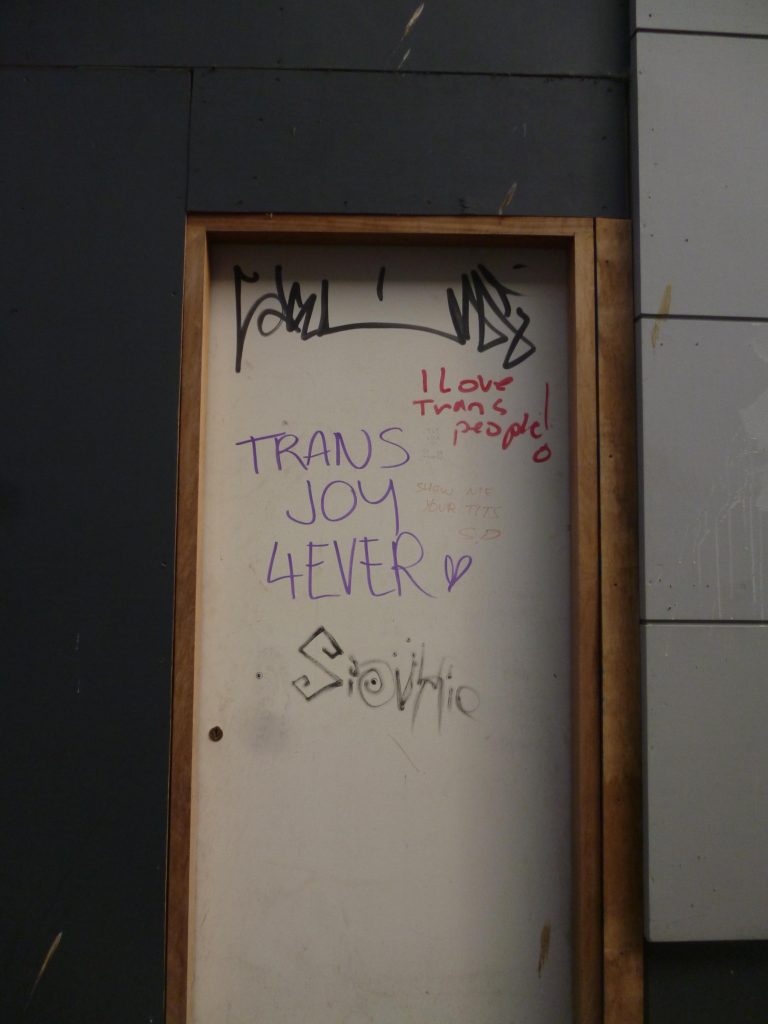 I Love
Trans
people!
TRANS
JOY
4EVER
SHOW ME
YOUR TITS